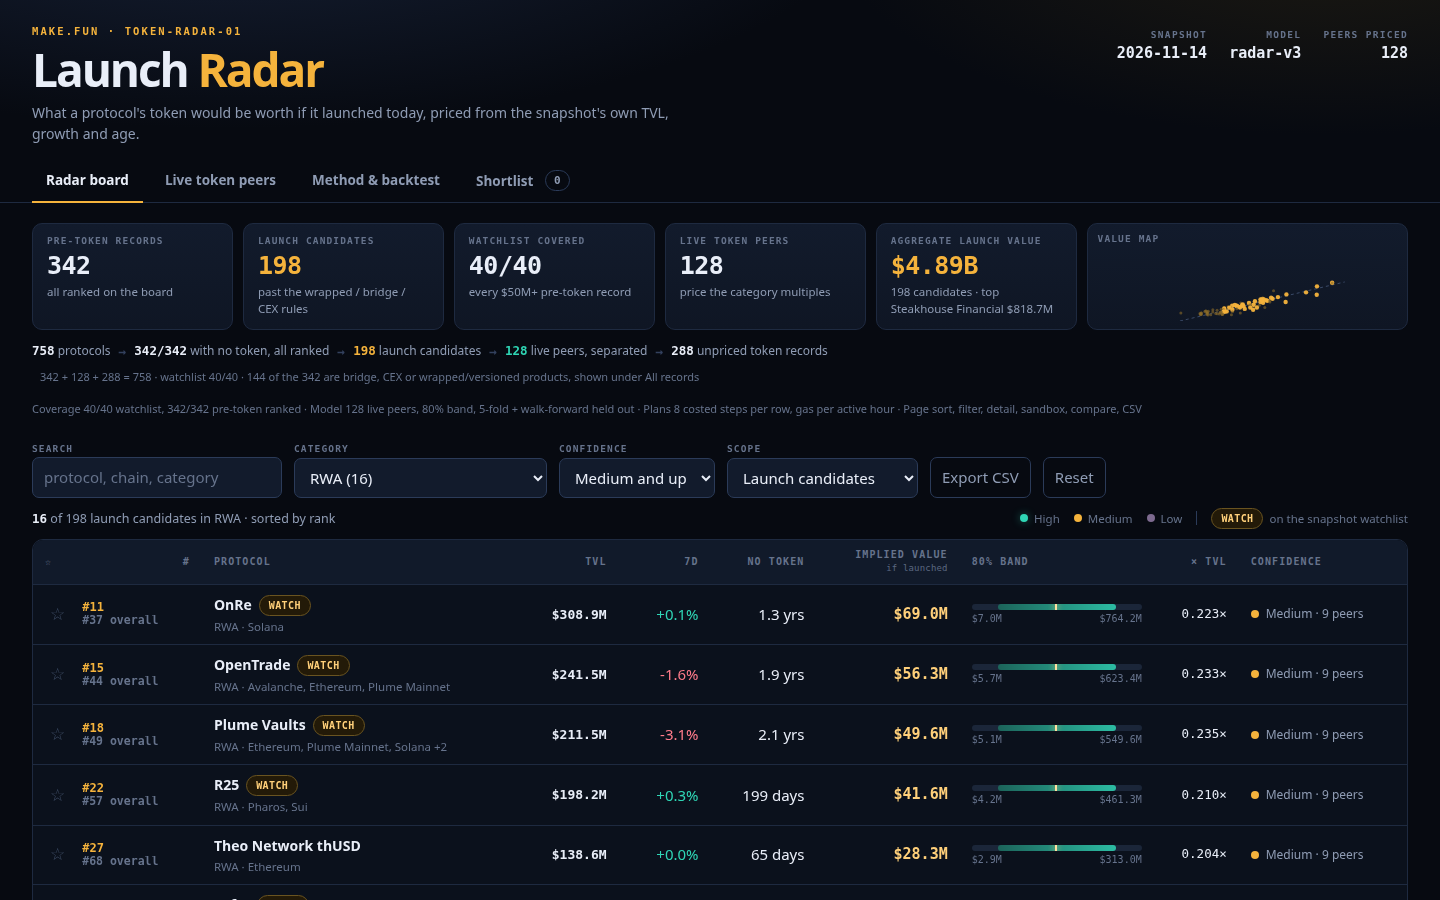 MAKE.FUN · TOKEN-RADAR-01
Launch Radar
What a protocol's token would be worth if it launched today, priced from the snapshot's own TVL,
growth and age.
SNAPSHOT MODEL PEERS PRICED
2026-11-14 radar-v3 128
Radar board Live token peers Method & backtest Shortlist 0
PRE-TOKEN RECORDS
342
all ranked on the board
LAUNCH CANDIDATES
198
past the wrapped / bridge /
CEX rules
WATCHLIST COVERED
40/40
every $50M+ pre-token record
LIVE TOKEN PEERS
128
price the category multiples
AGGREGATE LAUNCH VALUE
$4.89B
198 candidates · top
Steakhouse Financial $818.7M
VALUE MAP
758 protocols → 342/342 with no token, all ranked → 198 launch candidates → 128 live peers, separated → 288 unpriced token records
342 + 128 + 288 = 758 · watchlist 40/40 · 144 of the 342 are bridge, CEX or wrapped/versioned products, shown under All records
Coverage 40/40 watchlist, 342/342 pre-token ranked · Model 128 live peers, 80% band, 5-fold + walk-forward held out · Plans 8 costed steps per row, gas per active hour · Page sort, filter, detail, sandbox, compare, CSV
SEARCH CATEGORY CONFIDENCE SCOPE
protocol, chain, category RWA (16) Medium and up Launch candidates Export CSV Reset
16 of 198 launch candidates in RWA · sorted by rank
High Medium Low WATCH on the snapshot watchlist
# PROTOCOL TVL 7D NO TOKEN IMPLIED VALUE if launched 80% BAND × TVL CONFIDENCE
#11 OnRe WATCH $308.9M +0.1% 1.3 yrs $69.0M 0.223× Medium · 9 peers
#37 overall RWA · Solana $7.0M $764.2M
#15 OpenTrade WATCH $241.5M -1.6% 1.9 yrs $56.3M 0.233× Medium · 9 peers
#44 overall RWA · Avalanche, Ethereum, Plume Mainnet $5.7M $623.4M
#18 Plume Vaults WATCH $211.5M -3.1% 2.1 yrs $49.6M 0.235× Medium · 9 peers
#49 overall RWA · Ethereum, Plume Mainnet, Solana +2 $5.1M $549.6M
#22 R25 WATCH $198.2M +0.3% 199 days $41.6M 0.210× Medium · 9 peers
#57 overall RWA · Pharos, Sui $4.2M $461.3M
#27 Theo Network thUSD $138.6M +0.0% 65 days $28.3M 0.204× Medium · 9 peers
#68 overall RWA · Ethereum $2.9M $313.0M